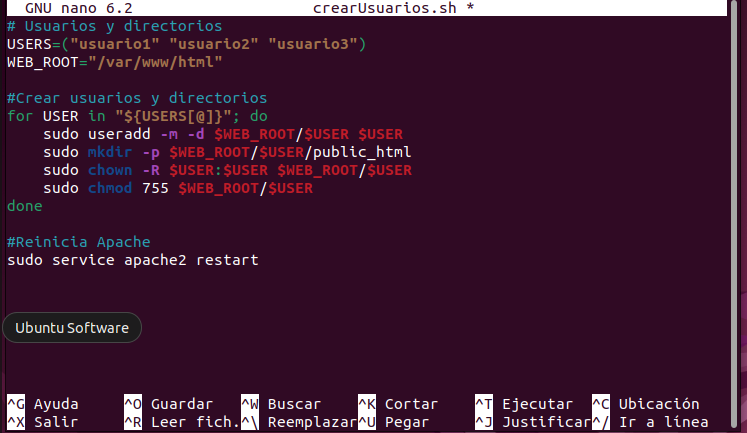 GNU nano 6.2 crearUsuarios.sh *
# Usuarios y directorios
USERS=("usuario1" "usuario2" "usuario3")
WEB_ROOT="/var/www/html"
#Crear usuarios y directorios
for USER in "${USERS[@]}"; do
    sudo useradd -m -d $WEB_ROOT/$USER $USER
    sudo mkdir -p $WEB_ROOT/$USER/public_html
    sudo chown -R $USER:$USER $WEB_ROOT/$USER
    sudo chmod 755 $WEB_ROOT/$USER
done
#Reinicia Apache
sudo service apache2 restart
Ubuntu Software
^G Ayuda ^O Guardar ^W Buscar ^K Cortar ^T Ejecutar ^C Ubicación
^X Salir ^R Leer fich. ^\ Reemplazar ^U Pegar ^J Justificar ^/ Ir a línea